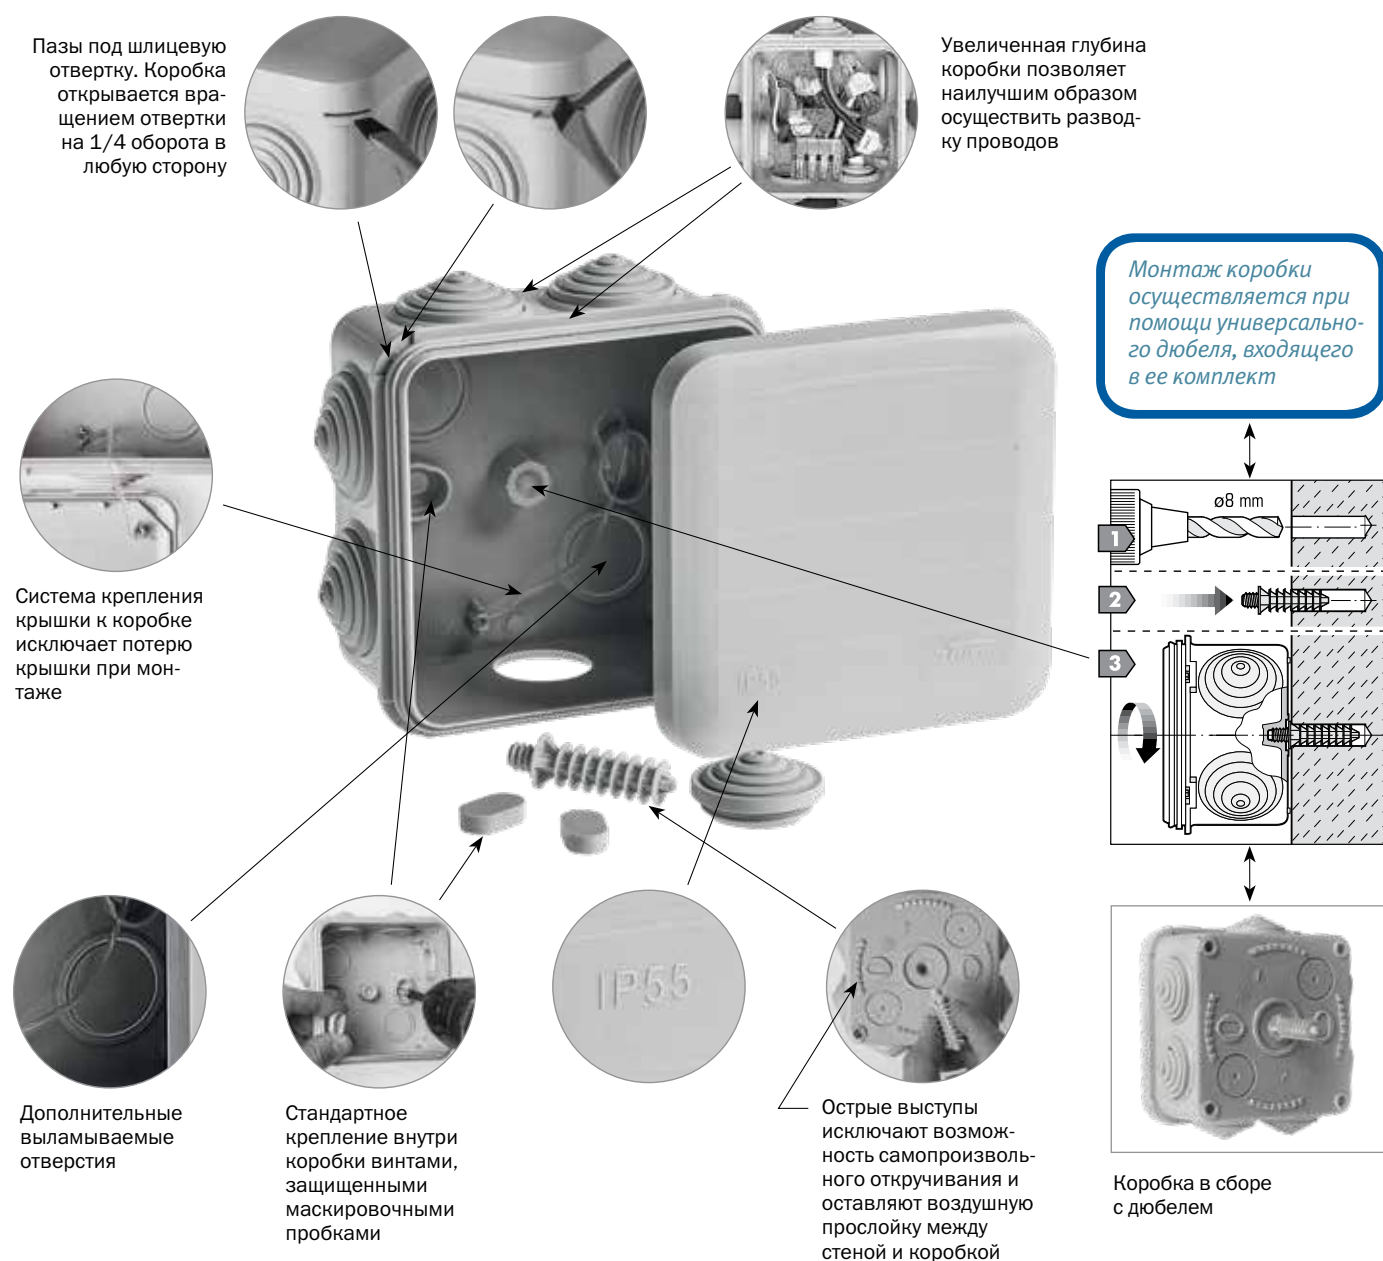 Пазы под шлицевую
отвертку. Коробка
открывается вра-
щением отвертки
на 1/4 оборота в
любую сторону
Увеличенная глубина
коробки позволяет
наилучшим образом
осуществить развод-
ку проводов
Монтаж коробки
осуществляется при
помощи универсально-
го дюбеля, входящего
в ее комплект
ø8 mm
1
2
3
Система крепления
крышки к коробке
исключает потерю
крышки при мон-
таже
IP55
IP55
Дополнительные
выламываемые
отверстия
Стандартное
крепление внутри
коробки винтами,
защищенными
маскировочными
пробками
Острые выступы
исключают возмож-
ность самопроизволь-
ного откручивания и
оставляют воздушную
прослойку между
стеной и коробкой
Коробка в сборе
с дюбелем